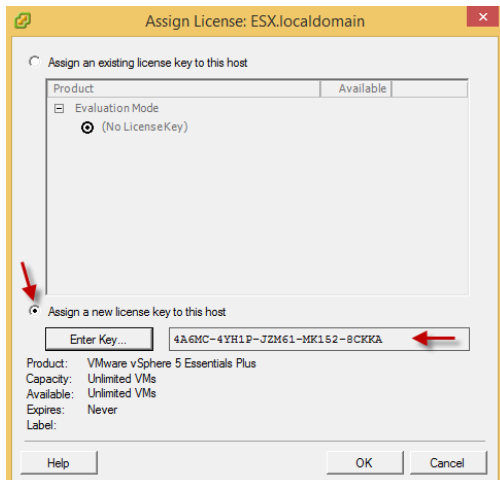 Assign License: ESX.localdomain
Assign an existing license key to this host
Product Available
Evaluation Mode
(No License Key)
Assign a new license key to this host
Enter Key... 4A6MC-4YH1P-JZM61-MK152-8CKKA
Product: VMware vSphere 5 Essentials Plus
Capacity: Unlimited VMs
Available: Unlimited VMs
Expires: Never
Label:
Help OK Cancel